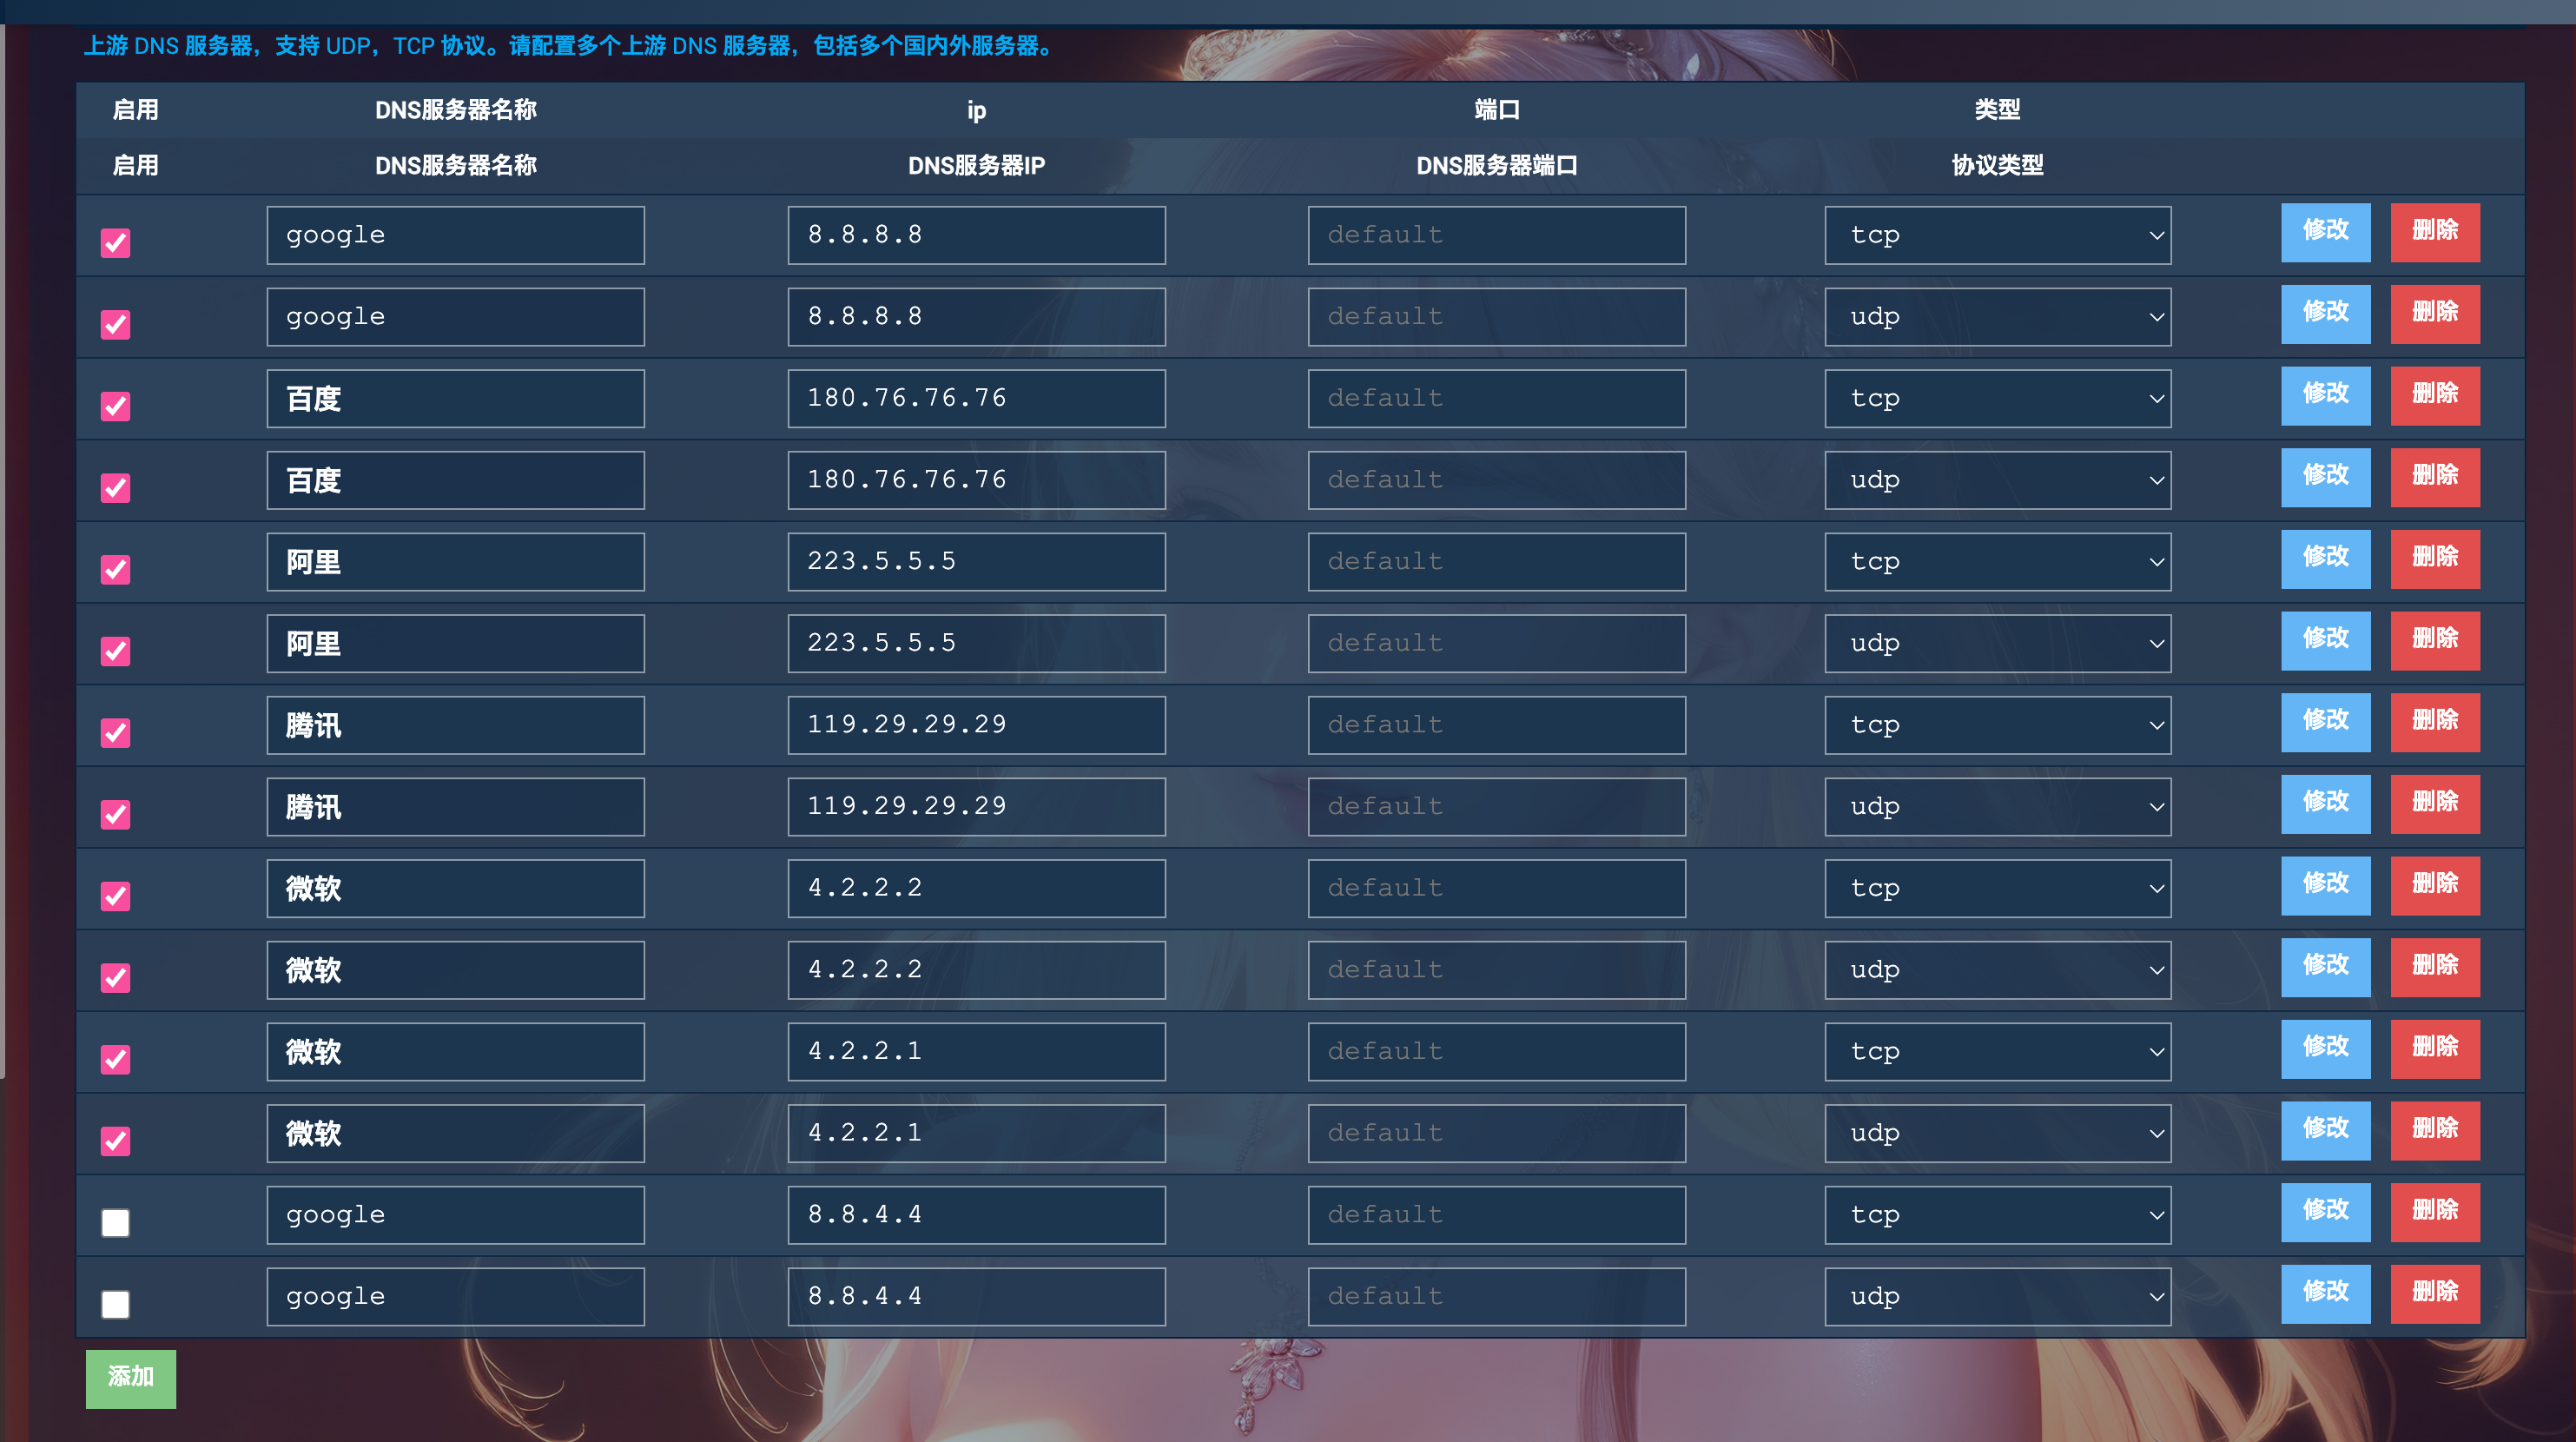 上游 DNS 服务器，支持 UDP，TCP 协议。请配置多个上游 DNS 服务器，包括多个国内外服务器。
启用 DNS服务器名称 ip 端口 类型
启用 DNS服务器名称 DNS服务器IP DNS服务器端口 协议类型
google 8.8.8.8 default tcp 修改 删除
google 8.8.8.8 default udp 修改 删除
百度 180.76.76.76 default tcp 修改 删除
百度 180.76.76.76 default udp 修改 删除
阿里 223.5.5.5 default tcp 修改 删除
阿里 223.5.5.5 default udp 修改 删除
腾讯 119.29.29.29 default tcp 修改 删除
腾讯 119.29.29.29 default udp 修改 删除
微软 4.2.2.2 default tcp 修改 删除
微软 4.2.2.2 default udp 修改 删除
微软 4.2.2.1 default tcp 修改 删除
微软 4.2.2.1 default udp 修改 删除
google 8.8.4.4 default tcp 修改 删除
google 8.8.4.4 default udp 修改 删除
添加